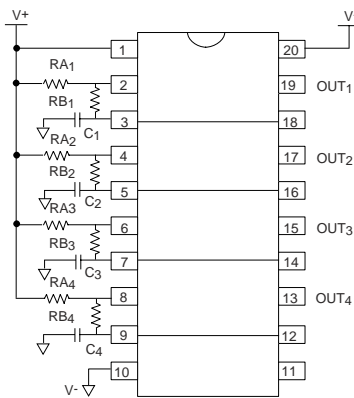 V+
V
1
20
RA1
2
19
OUT1
RB1
3
18
C1
RA2
4
17
OUT2
RB2
5
16
C2
RA3
6
15
OUT3
RB3
7
14
C3
RA4
8
13
OUT4
RB4
9
12
C4
10
11
V-